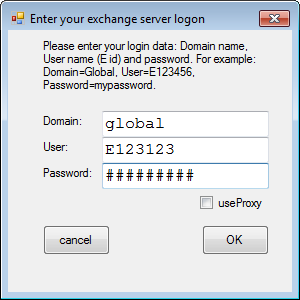 Enter your exchange server logon
Please enter your login data: Domain name,
User name (E id) and password. For example:
Domain=Global, User=E123456,
Password=mypassword.
Domain: global
User: E123123
Password: #########
useProxy
cancel OK